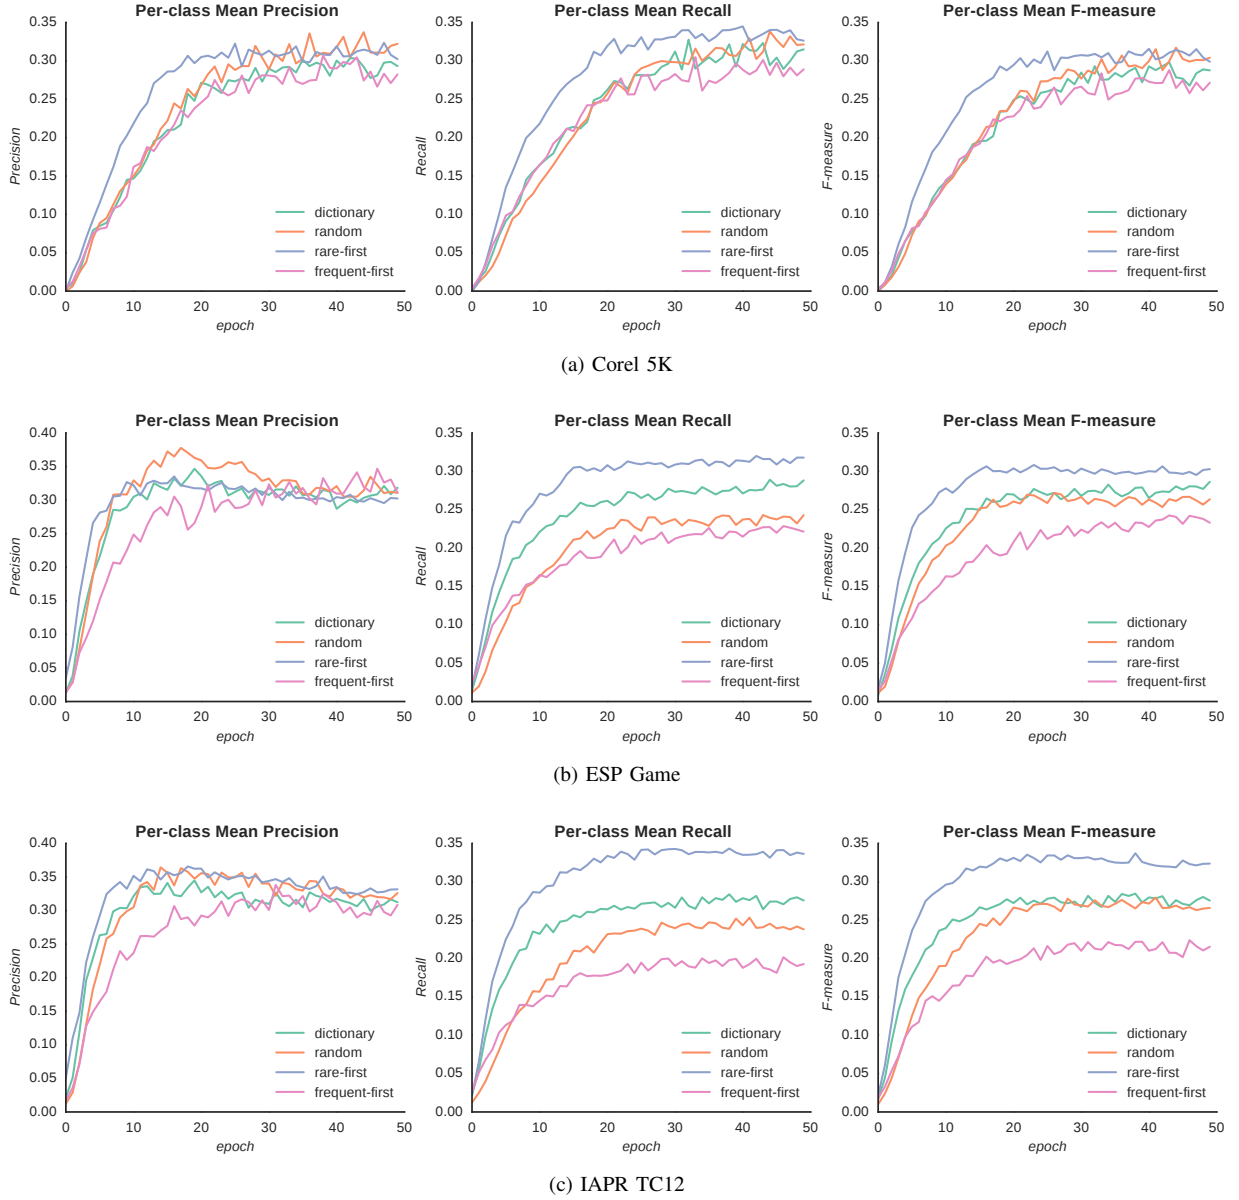 Per-class Mean Precision
Per-class Mean Recall
Per-class Mean F-measure
0.35
0.30
0.25
0.20
0.15
0.10
0.05
0.00
Precision
0 10 20 30 40 50
epoch
dictionary
random
rare-first
frequent-first
0.35
0.30
0.25
0.20
0.15
0.10
0.05
0.00
Recall
0 10 20 30 40 50
epoch
dictionary
random
rare-first
frequent-first
0.35
0.30
0.25
0.20
0.15
0.10
0.05
0.00
F-measure
0 10 20 30 40 50
epoch
dictionary
random
rare-first
frequent-first
(a) Corel 5K
Per-class Mean Precision
Per-class Mean Recall
Per-class Mean F-measure
0.40
0.35
0.30
0.25
0.20
0.15
0.10
0.05
0.00
Precision
0 10 20 30 40 50
epoch
dictionary
random
rare-first
frequent-first
0.35
0.30
0.25
0.20
0.15
0.10
0.05
0.00
Recall
0 10 20 30 40 50
epoch
dictionary
random
rare-first
frequent-first
0.35
0.30
0.25
0.20
0.15
0.10
0.05
0.00
F-measure
0 10 20 30 40 50
epoch
dictionary
random
rare-first
frequent-first
(b) ESP Game
Per-class Mean Precision
Per-class Mean Recall
Per-class Mean F-measure
0.40
0.35
0.30
0.25
0.20
0.15
0.10
0.05
0.00
Precision
0 10 20 30 40 50
epoch
dictionary
random
rare-first
frequent-first
0.35
0.30
0.25
0.20
0.15
0.10
0.05
0.00
Recall
0 10 20 30 40 50
epoch
dictionary
random
rare-first
frequent-first
0.35
0.30
0.25
0.20
0.15
0.10
0.05
0.00
F-measure
0 10 20 30 40 50
epoch
dictionary
random
rare-first
frequent-first
(c) IAPR TC12